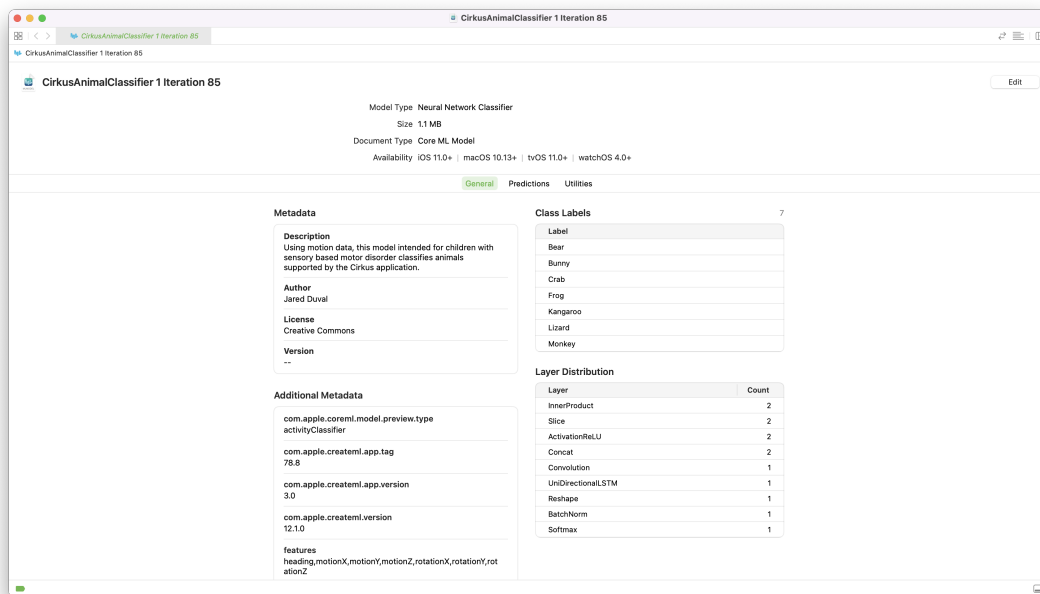 CirkusAnimalClassifier 1 Iteration 85
CirkusAnimalClassifier 1 Iteration 85
CirkusAnimalClassifier 1 Iteration 85
CirkusAnimalClassifier 1 Iteration 85
Edit
Model Type Neural Network Classifier
Size 1.1 MB
Document Type Core ML Model
Availability iOS 11.0+ | macOS 10.13+ | tvOS 11.0+ | watchOS 4.0+
General Predictions Utilities
Metadata
Description
Using motion data, this model intended for children with
sensory based motor disorder classifies animals
supported by the Cirkus application.
Author
Jared Duval
License
Creative Commons
Version
--
Additional Metadata
com.apple.coreml.model.preview.type
activityClassifier
com.apple.createml.app.tag
78.8
com.apple.createml.app.version
3.0
com.apple.createml.version
12.1.0
features
heading,motionX,motionY,motionZ,rotationX,rotationY,rot
ationZ
Class Labels 7
Label
Bear
Bunny
Crab
Frog
Kangaroo
Lizard
Monkey
Layer Distribution
Layer Count
InnerProduct 2
Slice 2
ActivationReLU 2
Concat 2
Convolution 1
UniDirectionalLSTM 1
Reshape 1
BatchNorm 1
Softmax 1